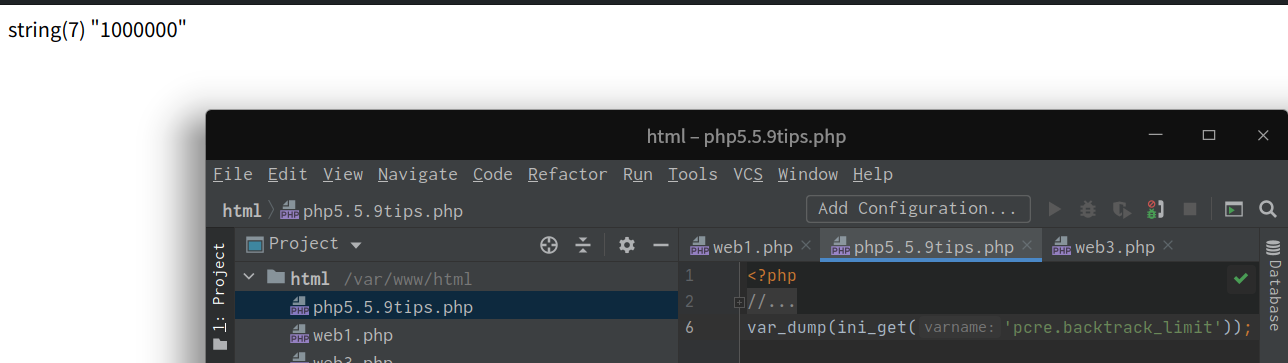 string(7) "1000000"
html – php5.5.9tips.php
File Edit View Navigate Code Refactor Run Tools VCS Window Help
html php5.5.9tips.php Add Configuration...
1: Project
Project
html /var/www/html
php5.5.9tips.php
web1.php
web3.php
web1.php php5.5.9tips.php web3.php
1 <?php
2 //...
6 var_dump(ini_get( varname: 'pcre.backtrack_limit'));
Database